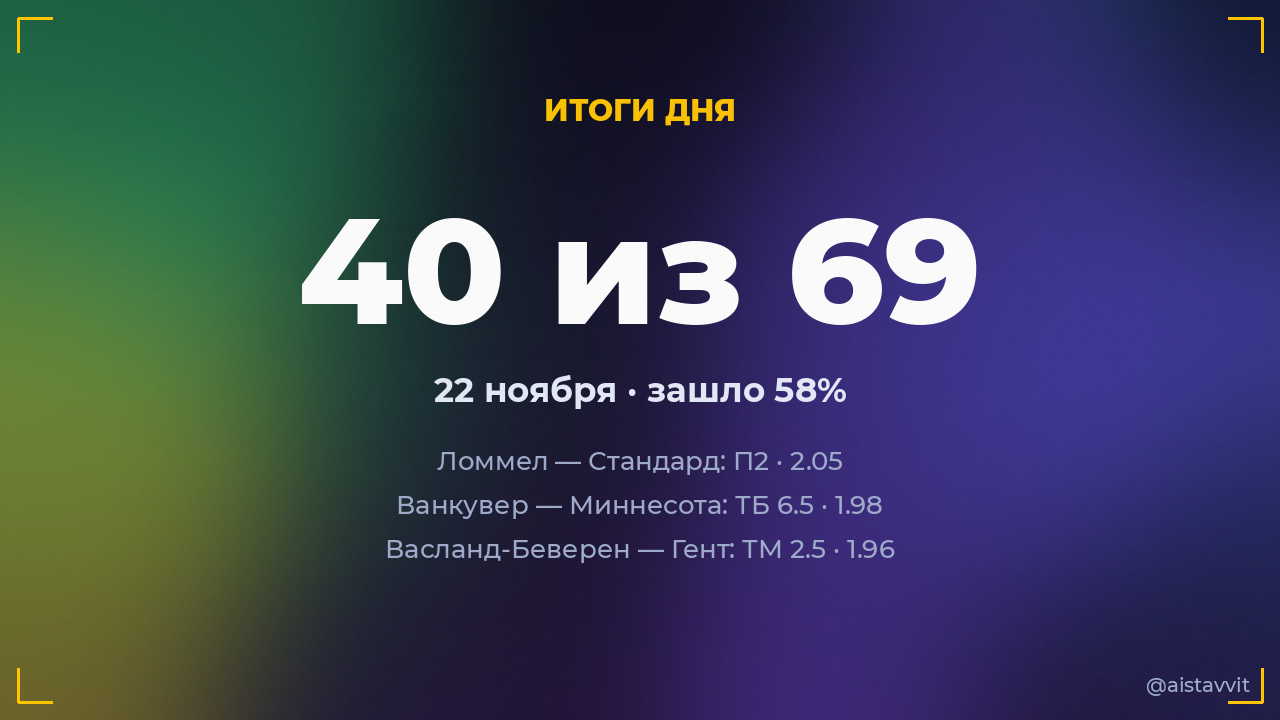 ИТОГИ ДНЯ
40 из 69
22 ноября · зашло 58%
Ломмел — Стандард: П2 · 2.05
Ванкувер — Миннесота: ТБ 6.5 · 1.98
Васланд-Беверен — Гент: ТМ 2.5 · 1.96
@aistavvit